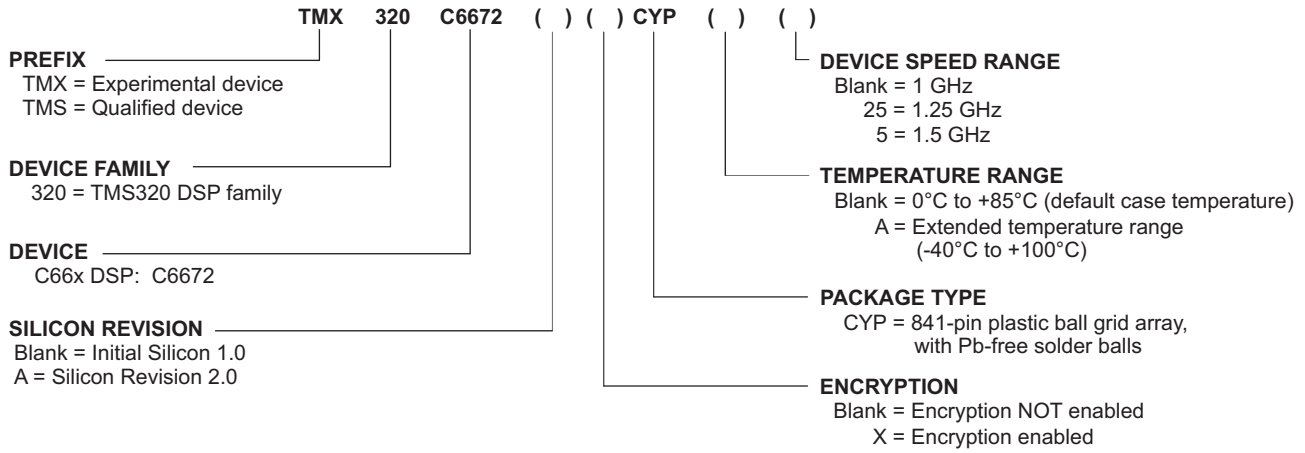 TMX 320 C6672 ( ) ( ) CYP ( ) ( )
PREFIX
TMX = Experimental device
TMS = Qualified device
DEVICE FAMILY
320 = TMS320 DSP family
DEVICE
C66x DSP: C6672
SILICON REVISION
Blank = Initial Silicon 1.0
A = Silicon Revision 2.0
DEVICE SPEED RANGE
Blank = 1 GHz
25 = 1.25 GHz
5 = 1.5 GHz
TEMPERATURE RANGE
Blank = 0°C to +85°C (default case temperature)
A = Extended temperature range
(-40°C to +100°C)
PACKAGE TYPE
CYP = 841-pin plastic ball grid array,
with Pb-free solder balls
ENCRYPTION
Blank = Encryption NOT enabled
X = Encryption enabled